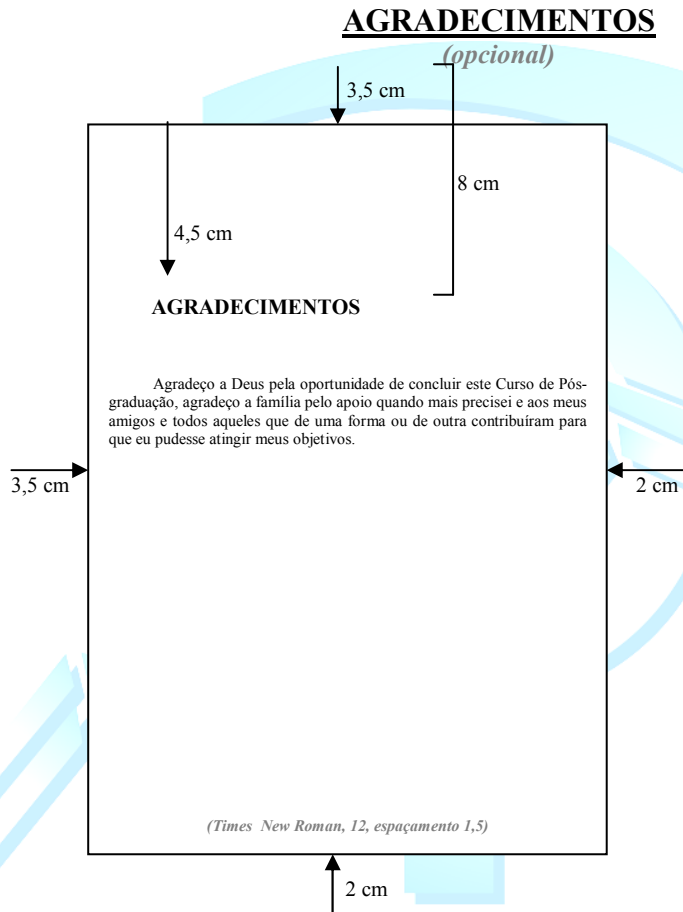 AGRADECIMENTOS
(opcional)
3,5 cm
8 cm
4,5 cm
AGRADECIMENTOS
Agradeço a Deus pela oportunidade de concluir este Curso de Pós-
graduação, agradeço a família pelo apoio quando mais precisei e aos meus
amigos e todos aqueles que de uma forma ou de outra contribuíram para
que eu pudesse atingir meus objetivos.
3,5 cm
2 cm
(Times New Roman, 12, espaçamento 1,5)
2 cm